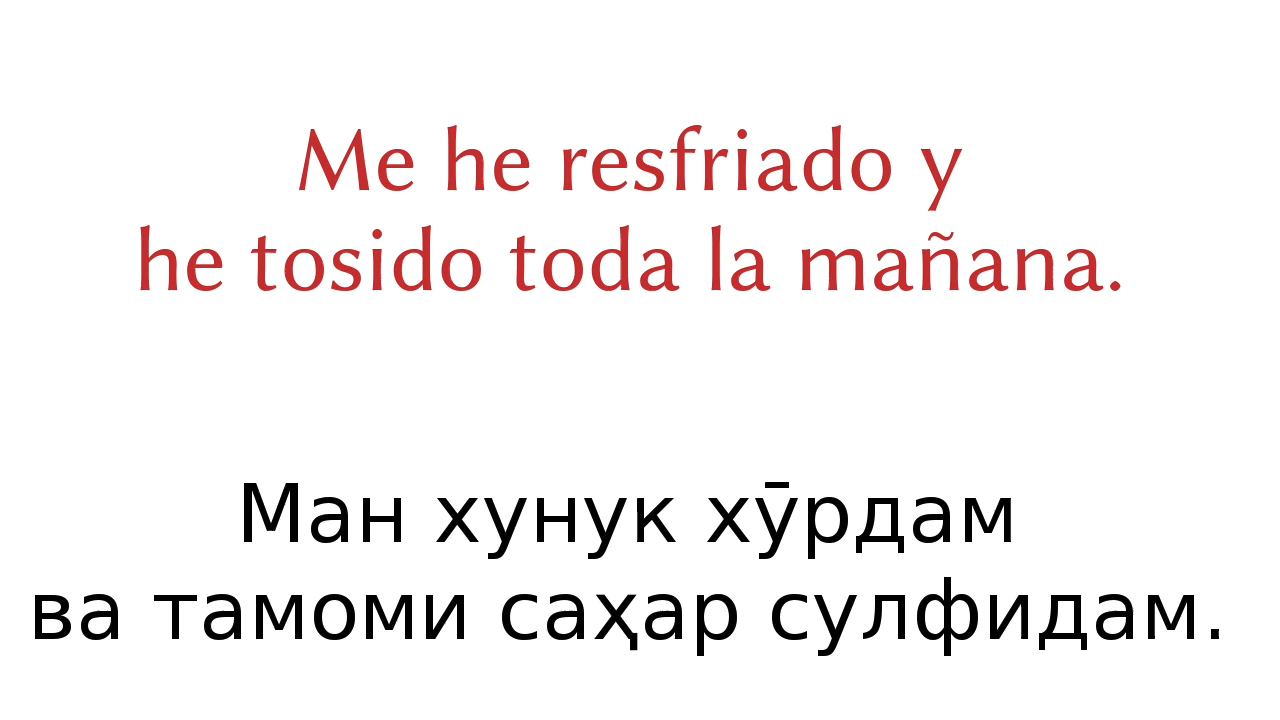 Me he resfriado y
he tosido toda la mañana.
Ман хунук хӯрдам
ва тамоми саҳар сулфидам.